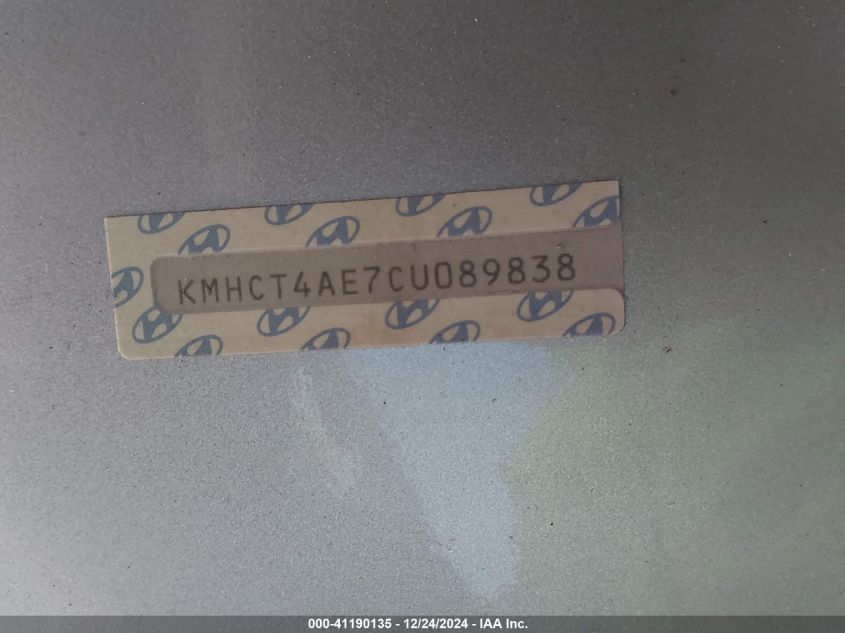 KMHCT4AE7CU089838
000-41190135 - 12/24/2024 - IAA Inc.